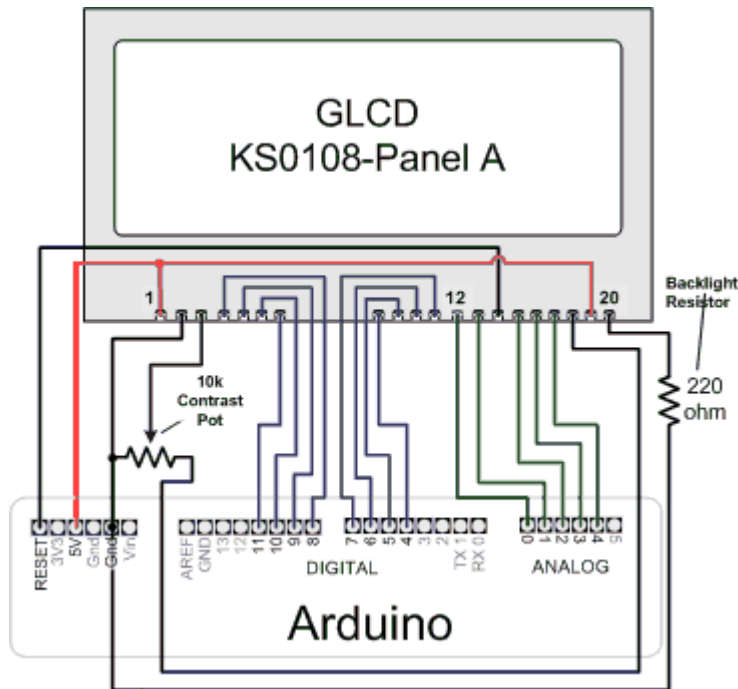 GLCD
KS0108-Panel A
1
12
20
Backlight
Resistor
10k
Contrast
Pot
220
ohm
RESET
3V3
5V
Gnd
Gnd
Vin
AREF
GND
13
12
11
10
9
8
7
6
5
4
3
2
TX 1
RX 0
0
1
2
3
4
5
DIGITAL
ANALOG
Arduino